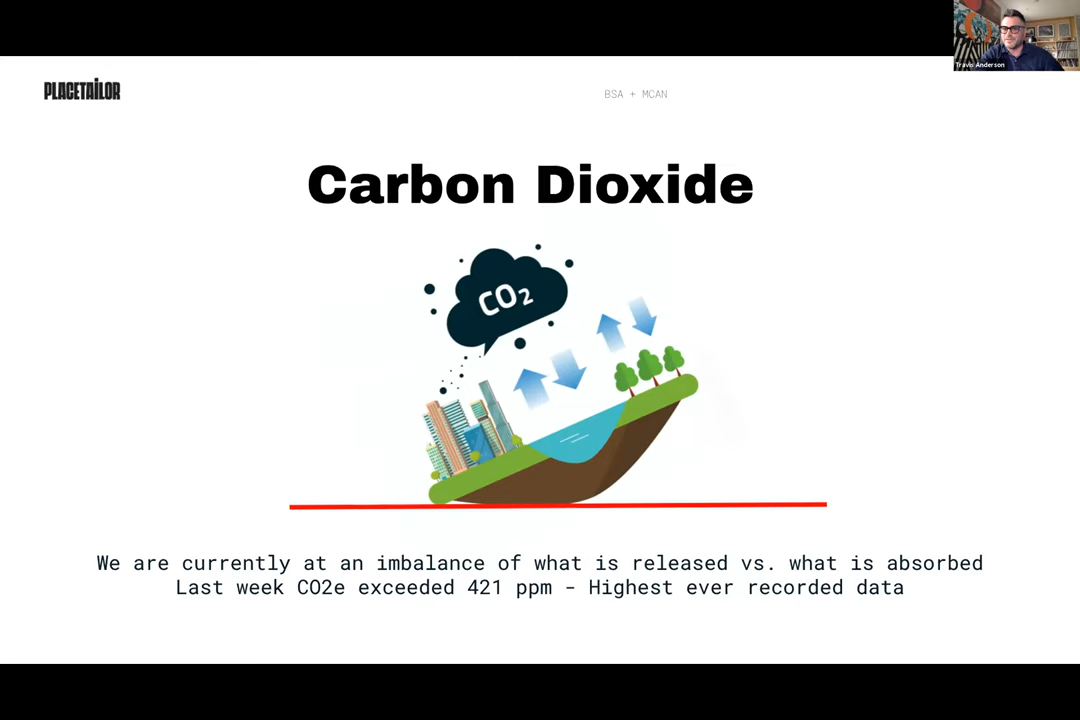 Travis Anderson
PLACETAILOR
BSA + MCAN
Carbon Dioxide
CO2
We are currently at an imbalance of what is released vs. what is absorbed
Last week CO2e exceeded 421 ppm - Highest ever recorded data